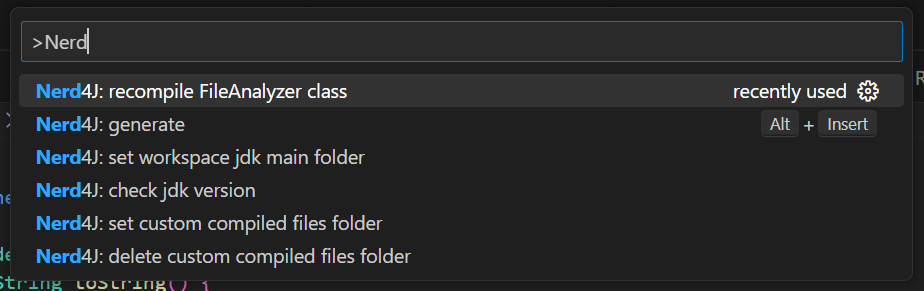 >Nerd
Nerd4J: recompile FileAnalyzer class recently used
Nerd4J: generate Alt + Insert
Nerd4J: set workspace jdk main folder
Nerd4J: check jdk version
Nerd4J: set custom compiled files folder
Nerd4J: delete custom compiled files folder
String toString() {